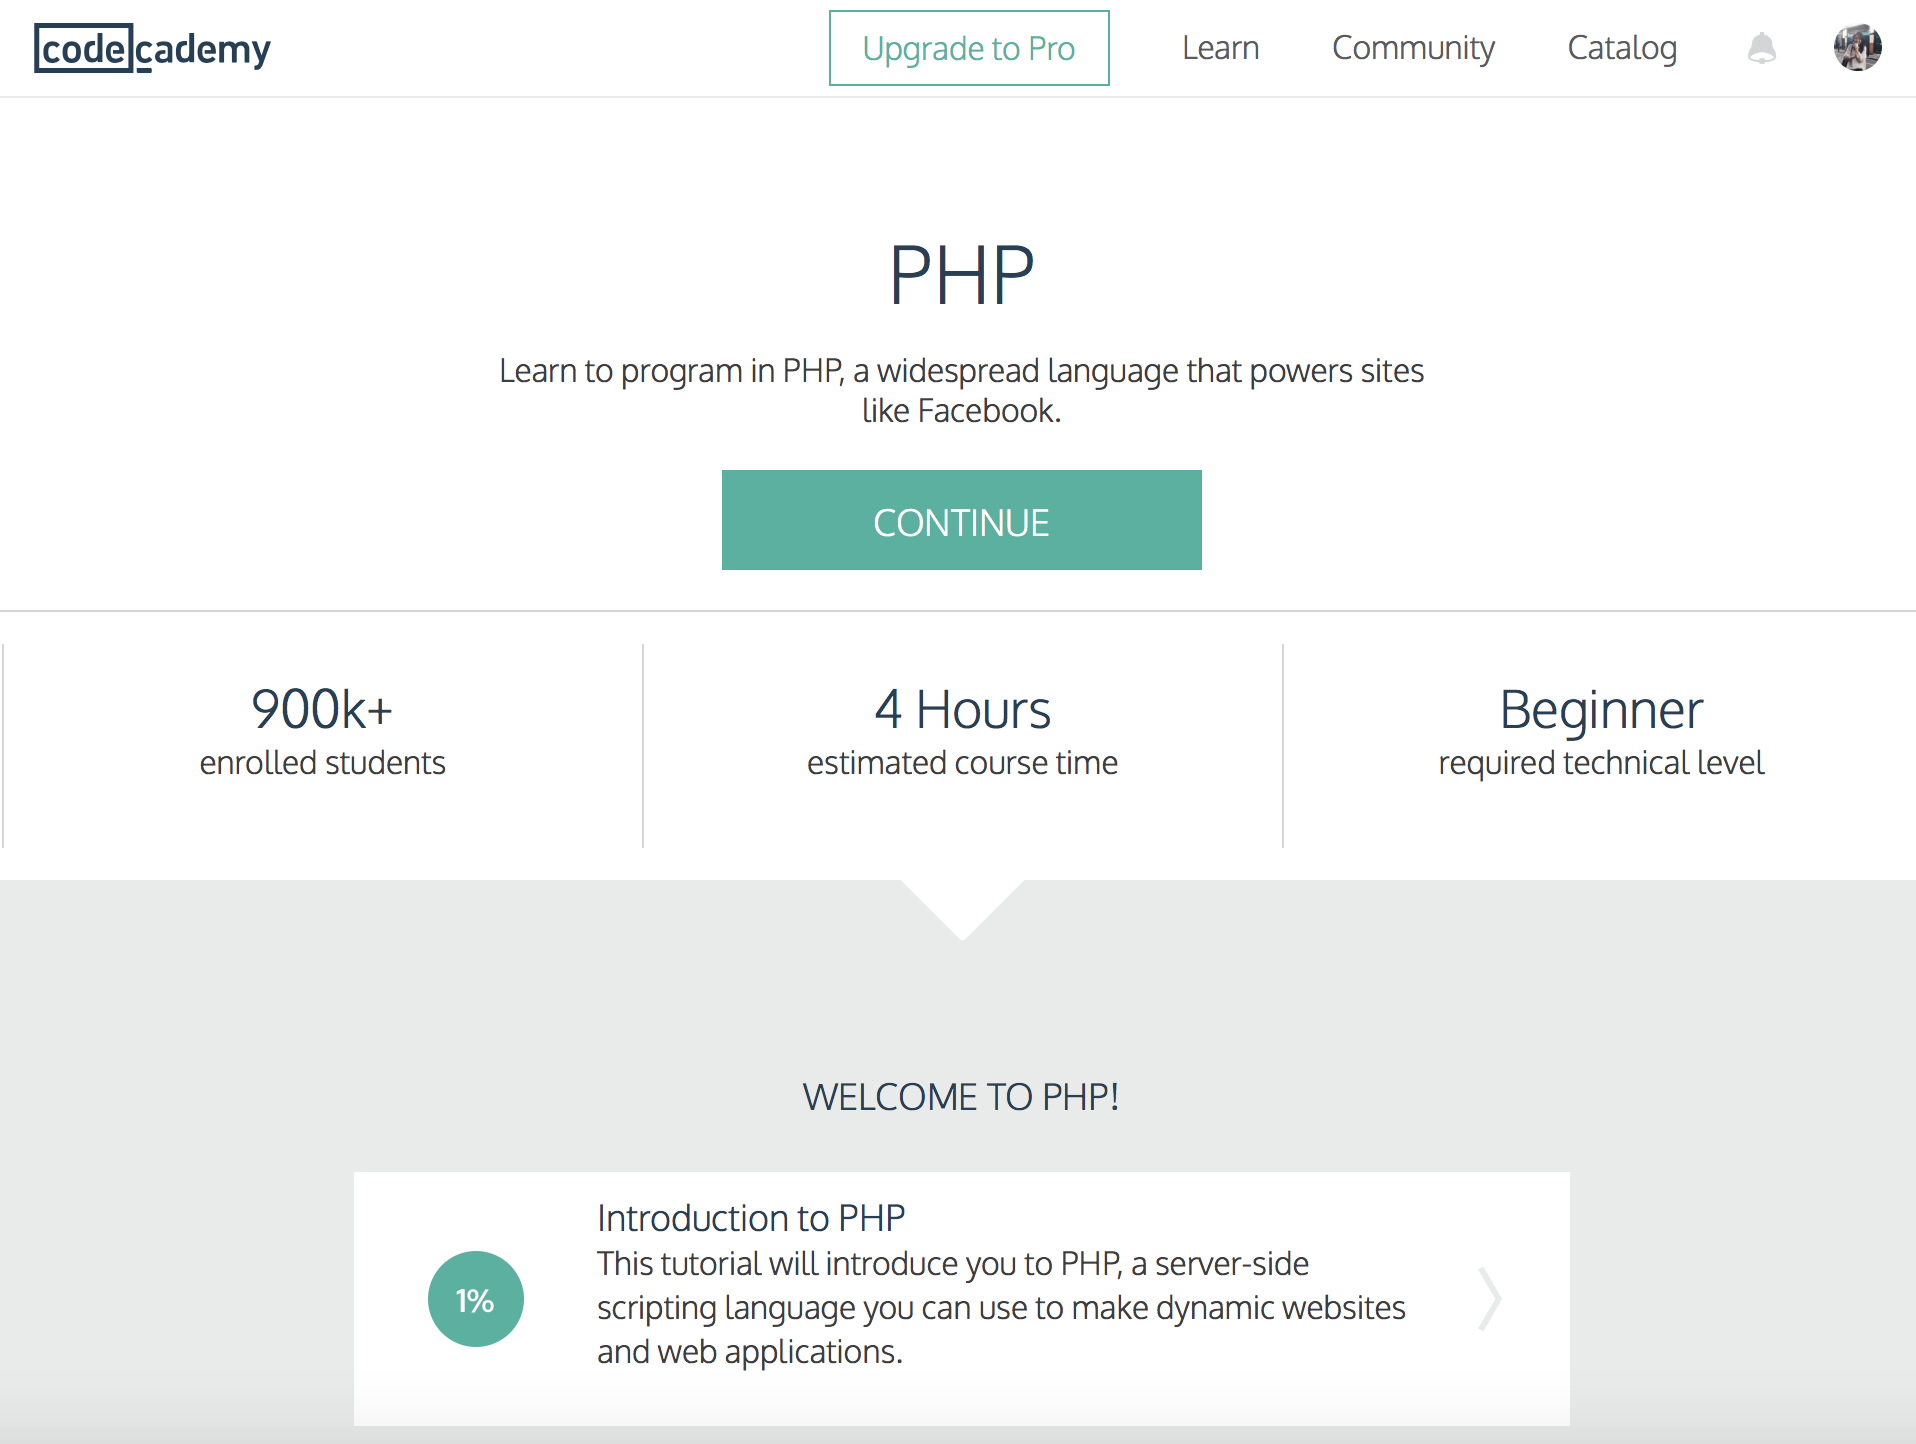 codecademy
Upgrade to Pro
Learn
Community
Catalog
PHP
Learn to program in PHP, a widespread language that powers sites
like Facebook.
CONTINUE
900k+
enrolled students
4 Hours
estimated course time
Beginner
required technical level
WELCOME TO PHP!
1%
Introduction to PHP
This tutorial will introduce you to PHP, a server-side
scripting language you can use to make dynamic websites
and web applications.